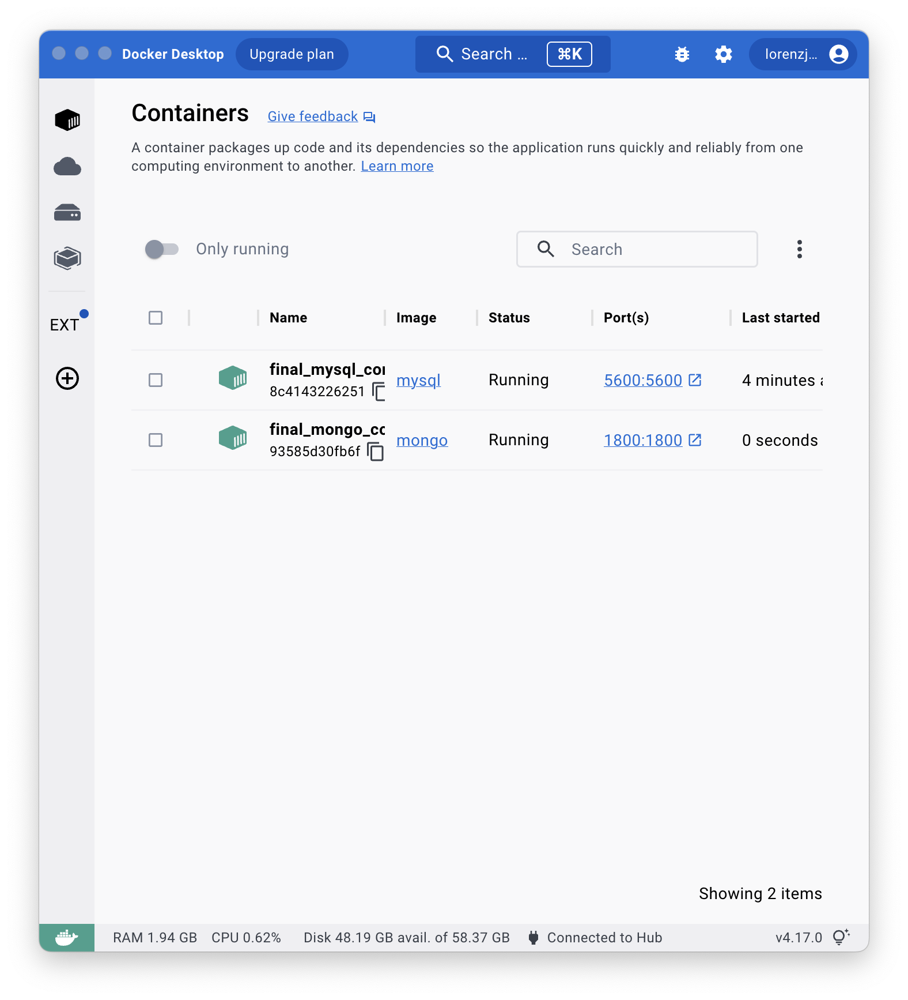 Docker Desktop Upgrade plan Search ... ⌘K lorenzj...
Containers Give feedback
A container packages up code and its dependencies so the application runs quickly and reliably from one
computing environment to another. Learn more
Only running Search
EXT
Name Image Status Port(s) Last started
final_mysql_con
8c4143226251 mysql Running 5600:5600 4 minutes a
final_mongo_co
93585d30fb6f mongo Running 1800:1800 0 seconds
Showing 2 items
RAM 1.94 GB CPU 0.62% Disk 48.19 GB avail. of 58.37 GB Connected to Hub v4.17.0